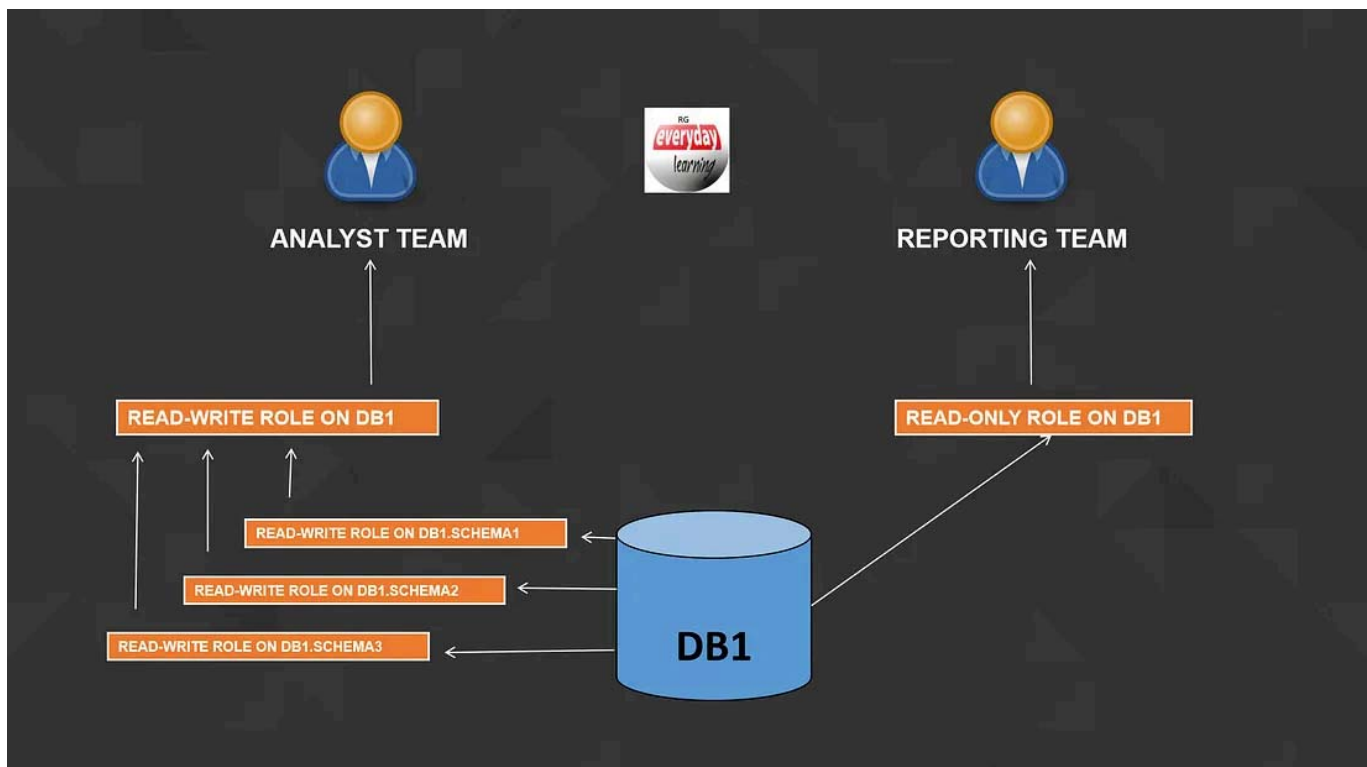 RG
everyday
learning
ANALYST TEAM
REPORTING TEAM
READ-WRITE ROLE ON DB1
READ-ONLY ROLE ON DB1
READ-WRITE ROLE ON DB1.SCHEMA1
READ-WRITE ROLE ON DB1.SCHEMA2
READ-WRITE ROLE ON DB1.SCHEMA3
DB1